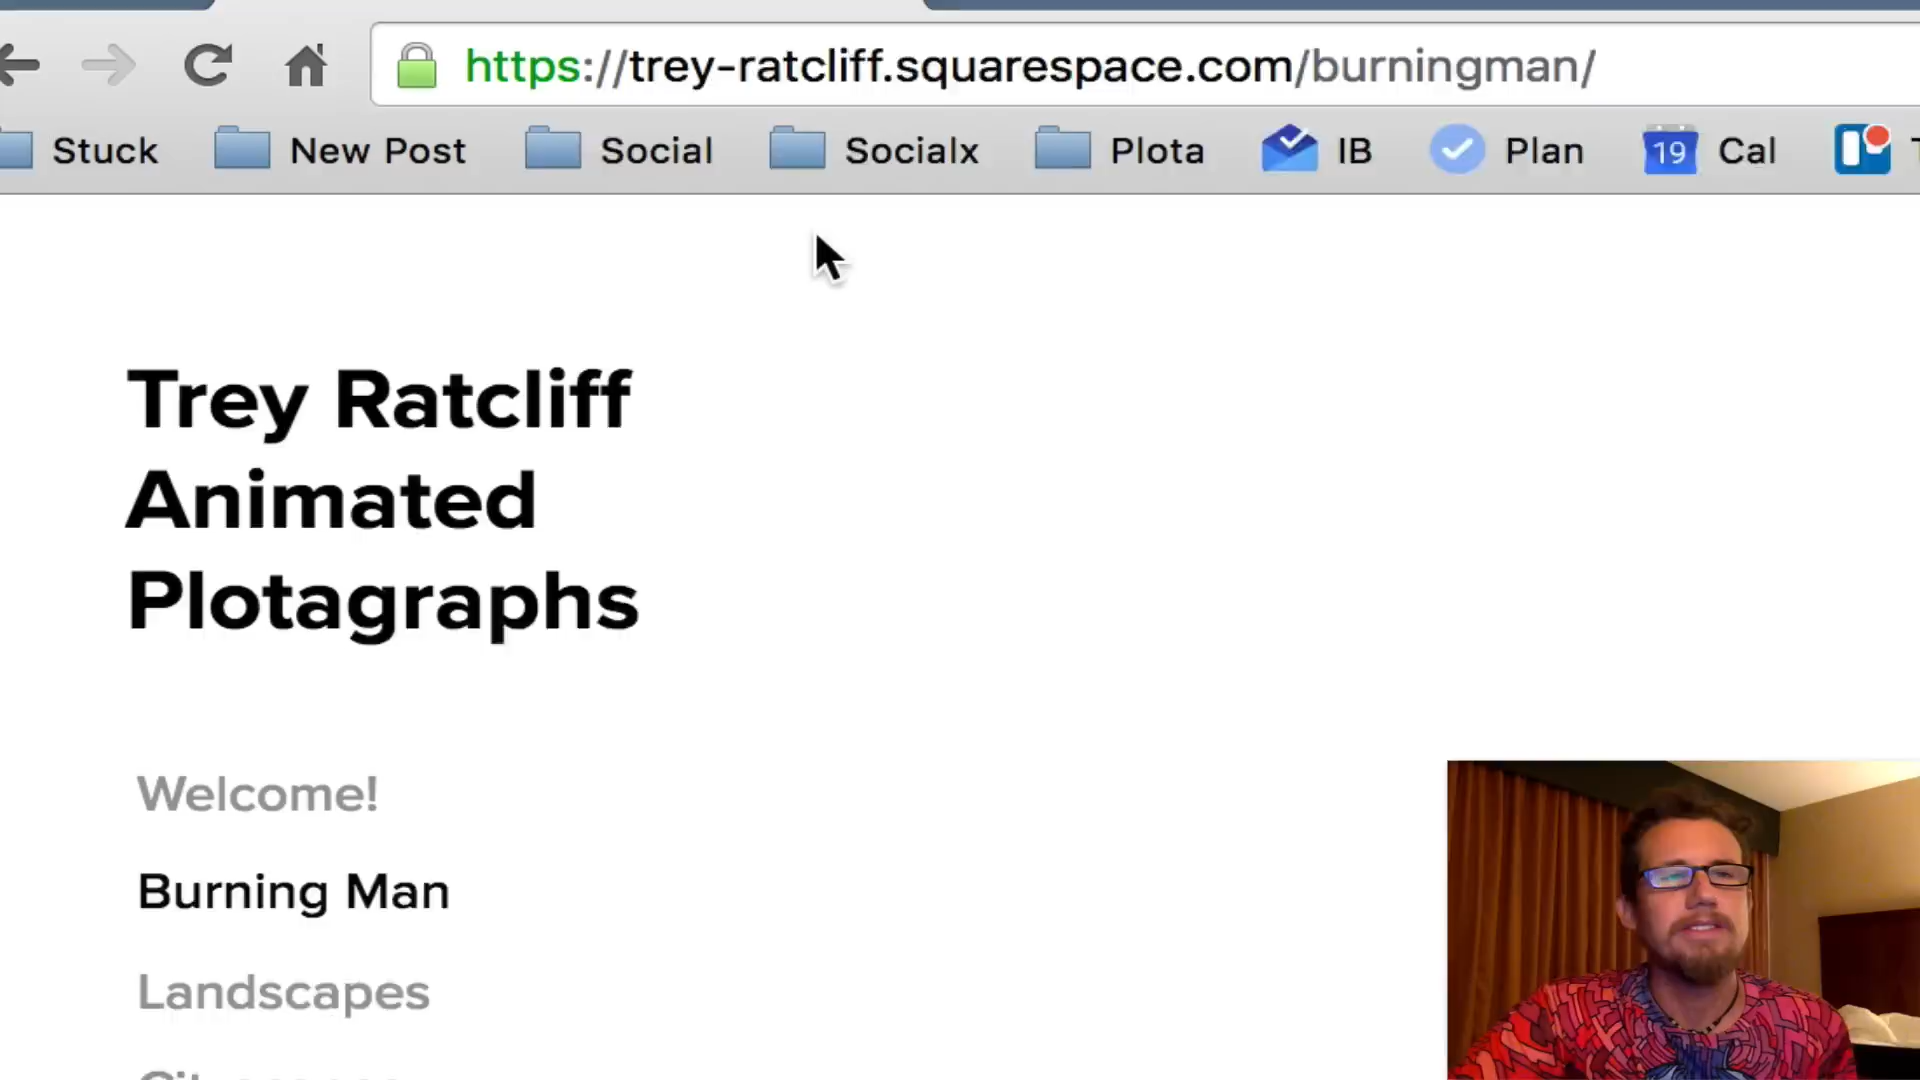 https://trey-ratcliff.squarespace.com/burningman/
Stuck New Post Social Socialx Plota IB Plan 19 Cal
Trey Ratcliff
Animated
Plotagraphs
Welcome!
Burning Man
Landscapes